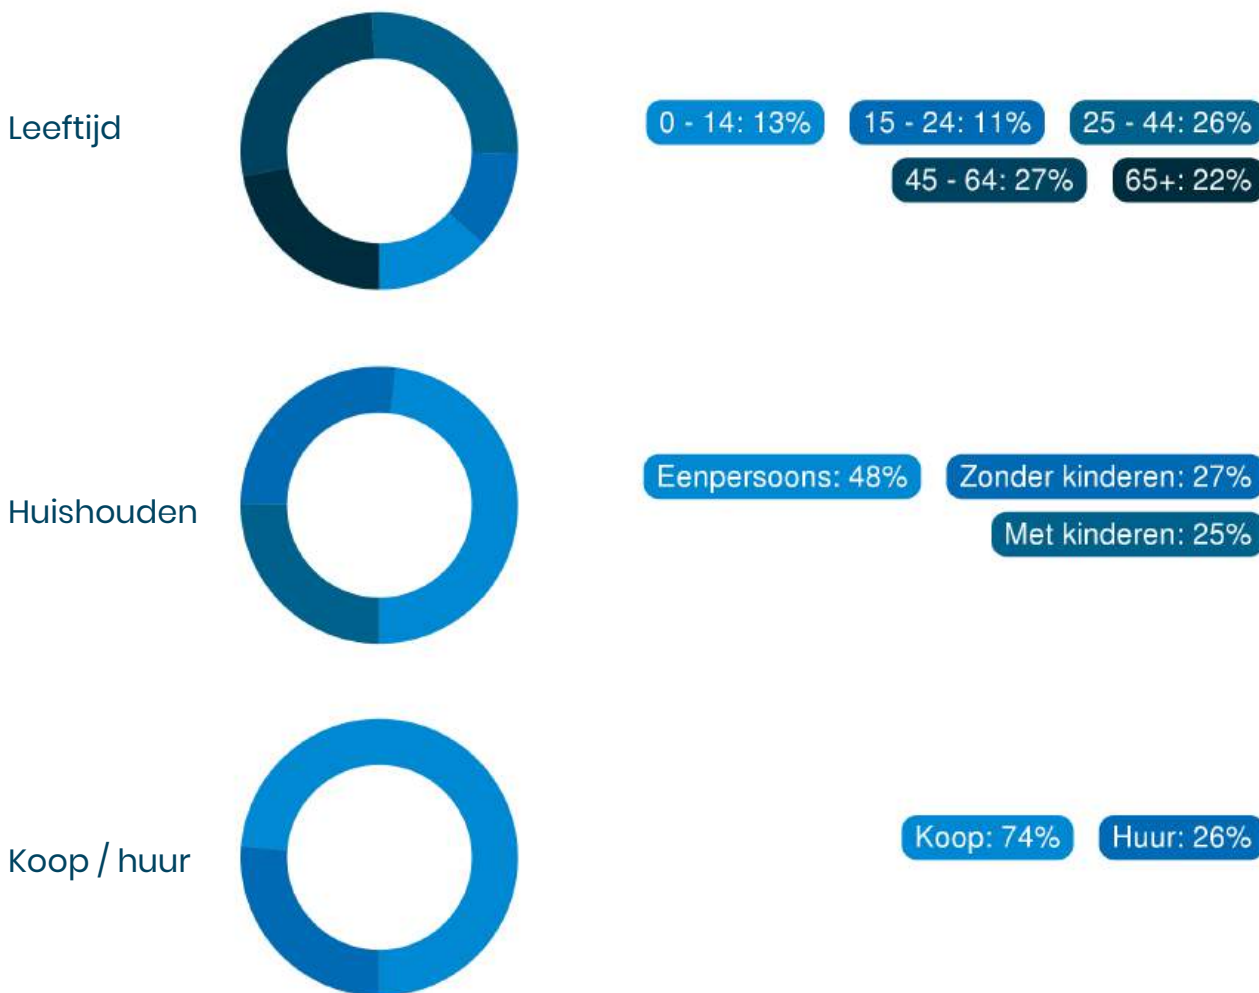 Leeftijd
0 - 14: 13% 15 - 24: 11% 25 - 44: 26%
45 - 64: 27% 65+: 22%
Huishouden
Eenpersoons: 48% Zonder kinderen: 27%
Met kinderen: 25%
Koop / huur
Koop: 74% Huur: 26%